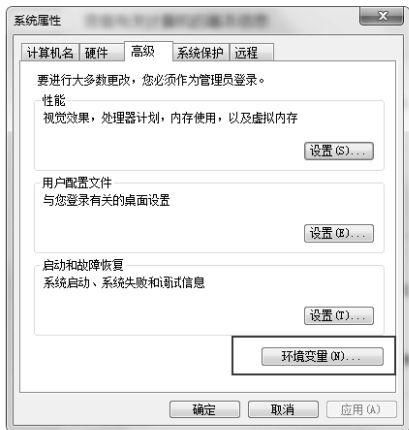 系统属性
计算机名 硬件 高级 系统保护 远程
要进行大多数更改，您必须作为管理员登录。
性能
视觉效果，处理器计划，内存使用，以及虚拟内存
设置(S)...
用户配置文件
与您登录有关的桌面设置
设置(E)...
启动和故障恢复
系统启动、系统失败和调试信息
设置(T)...
环境变量(N)...
确定 取消 应用(A)